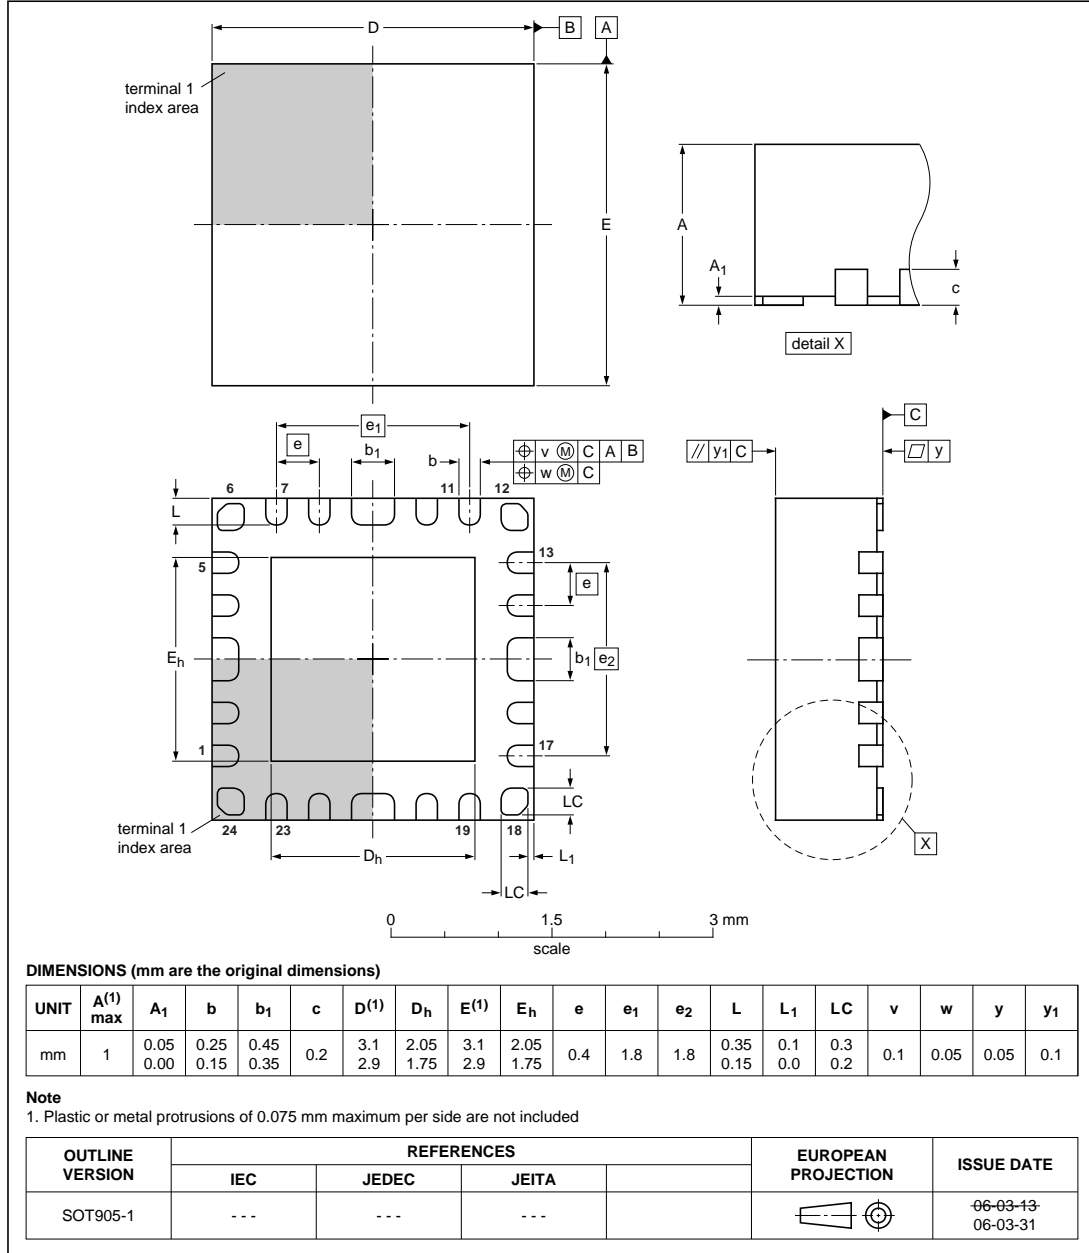 D B A
terminal 1
index area
E
A
A1
c
detail X
C
e1
e b1 b v M C A B
w M C
// y1 C y
6 7 11 12
L
5 13
e
Eh b1 e2
1 17
LC
terminal 1
index area
24 23 19 18
Dh L1
LC
X
0 1.5 3 mm
scale
DIMENSIONS (mm are the original dimensions)
UNIT A(1) max A1 b b1 c D(1) Dh E(1) Eh e e1 e2 L L1 LC v w y y1
mm 1 0.05 0.00 0.25 0.15 0.45 0.35 0.2 3.1 2.9 2.05 1.75 3.1 2.9 2.05 1.75 0.4 1.8 1.8 0.35 0.15 0.1 0.0 0.3 0.2 0.1 0.05 0.05 0.1
Note
1. Plastic or metal protrusions of 0.075 mm maximum per side are not included
OUTLINE VERSION REFERENCES EUROPEAN PROJECTION ISSUE DATE
IEC JEDEC JEITA
SOT905-1 - - - - - - - - - 06-03-13
06-03-31